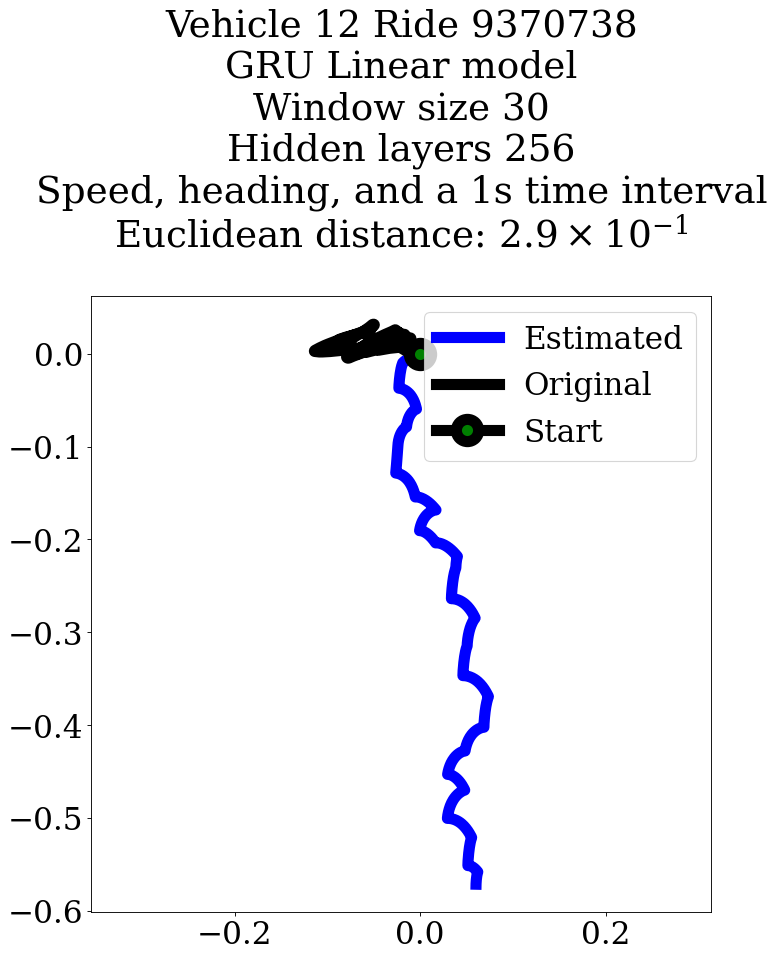 Vehicle 12 Ride 9370738
GRU Linear model
Window size 30
Hidden layers 256
Speed, heading, and a 1s time interval
Euclidean distance: 2.9 × 10⁻¹
Estimated
Original
Start
0.0
−0.1
−0.2
−0.3
−0.4
−0.5
−0.6
−0.2 0.0 0.2